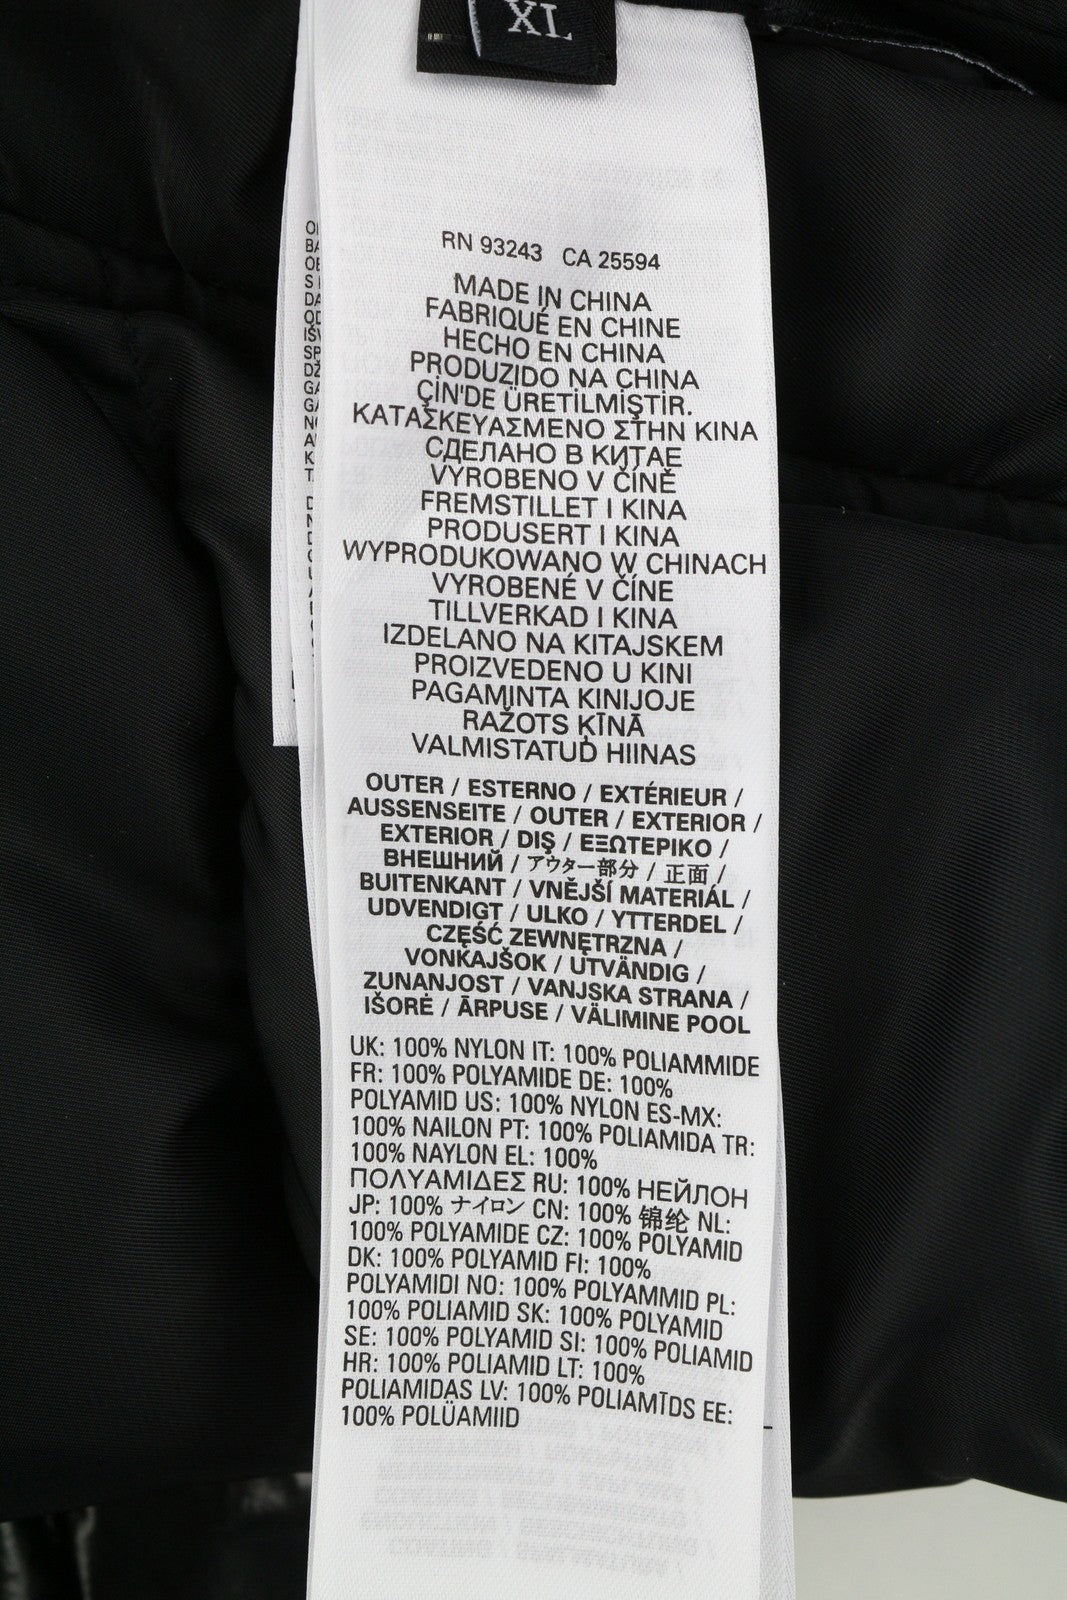 XL
RN 93243 CA 25594
MADE IN CHINA
FABRIQUÉ EN CHINE
HECHO EN CHINA
PRODUZIDO NA CHINA
ÇİN'DE ÜRETİLMİŞTİR.
ΚΑΤΑΣΚΕΥΑΣΜΕΝΟ ΣΤΗΝ ΚΙΝΑ
СДЕЛАНО В КИТАЕ
VYROBENO V ČÍNĚ
FREMSTILLET I KINA
PRODUSERT I KINA
WYPRODUKOWANO W CHINACH
VYROBENÉ V ČÍNE
TILLVERKAD I KINA
IZDELANO NA KITAJSKEM
PROIZVEDENO U KINI
PAGAMINTA KINIJOJE
RAŽOTS ĶĪNĀ
VALMISTATUD HIINAS
OUTER / ESTERNO / EXTÉRIEUR /
AUSSENSEITE / OUTER / EXTERIOR /
EXTERIOR / DIŞ / ΕΞΩΤΕΡΙΚΟ /
ВНЕШНИЙ / アウター部分 / 正面 /
BUITENKANT / VNĚJŠÍ MATERIÁL /
UDVENDIGT / ULKO / YTTERDEL /
CZĘŚĆ ZEWNĘTRZNA /
VONKAJŠOK / UTVÄNDIG /
ZUNANJOST / VANJSKA STRANA /
IŠORĖ / ĀRPUSE / VÄLIMINE POOL
UK: 100% NYLON IT: 100% POLIAMMIDE
FR: 100% POLYAMIDE DE: 100%
POLYAMID US: 100% NYLON ES-MX:
100% NAILON PT: 100% POLIAMIDA TR:
100% NAYLON EL: 100%
ΠΟΛΥΑΜΙΔΕΣ RU: 100% НЕЙЛОН
JP: 100% ナイロン CN: 100% 锦纶 NL:
100% POLYAMIDE CZ: 100% POLYAMID
DK: 100% POLYAMID FI: 100%
POLYAMIDI NO: 100% POLYAMMID PL:
100% POLIAMID SK: 100% POLYAMID
SE: 100% POLYAMID SI: 100% POLIAMID
HR: 100% POLIAMID LT: 100%
POLIAMIDAS LV: 100% POLIAMĪDS EE:
100% POLÜAMIID